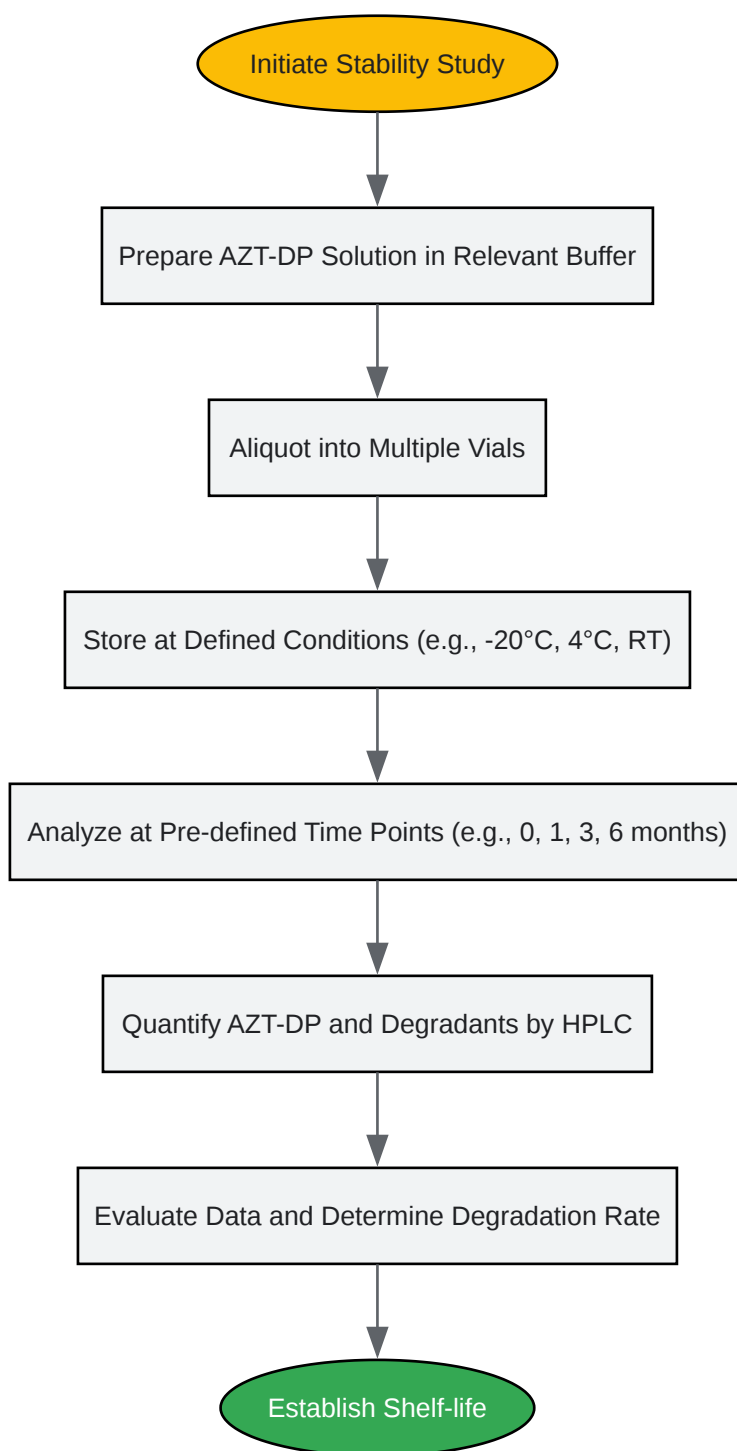 Initiate Stability Study
Prepare AZT-DP Solution in Relevant Buffer
Aliquot into Multiple Vials
Store at Defined Conditions (e.g., -20°C, 4°C, RT)
Analyze at Pre-defined Time Points (e.g., 0, 1, 3, 6 months)
Quantify AZT-DP and Degradants by HPLC
Evaluate Data and Determine Degradation Rate
Establish Shelf-life